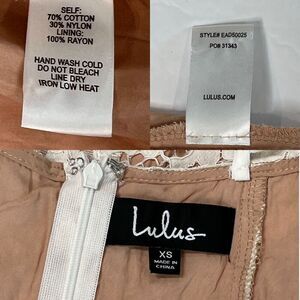 SELF:
70% COTTON
30% NYLON
LINING:
100% RAYON
HAND WASH COLD
DO NOT BLEACH
LINE DRY
IRON LOW HEAT
STYLE# EAD50025
PO# 31343
LULUS.COM
Lulus
XS
MADE IN
CHINA